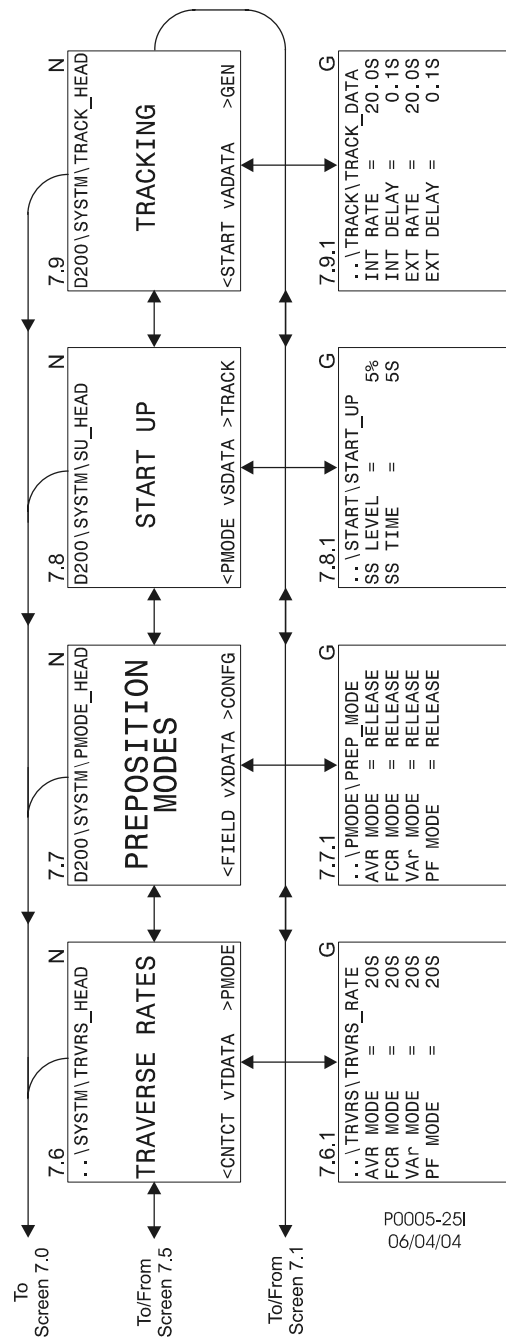 To
Screen 7.0
To/From
Screen 7.5
To/From
Screen 7.1
7.6 N
..\SYSTM\TRVRS_HEAD
TRAVERSE RATES
<CNTCT vTDATA >PMODE
7.6.1 G
..\TRVRS\TRVRS_RATE
AVR MODE = 20S
FCR MODE = 20S
VAr MODE = 20S
PF MODE = 20S
7.7 N
D200\SYSTM\PMODE_HEAD
PREPOSITION
MODES
<FIELD vXDATA >CONFG
7.7.1 G
..\PMODE\PREP_MODE
AVR MODE = RELEASE
FCR MODE = RELEASE
VAr MODE = RELEASE
PF MODE = RELEASE
7.8 N
D200\SYSTM\SU_HEAD
START UP
<PMODE vSDATA >TRACK
7.8.1 G
..\START\START_UP
SS LEVEL = 5%
SS TIME = 5S
7.9 N
D200\SYSTM\TRACK_HEAD
TRACKING
<START vADATA >GEN
7.9.1 G
..\TRACK\TRACK_DATA
INT RATE = 20.0S
INT DELAY = 0.1S
EXT RATE = 20.0S
EXT DELAY = 0.1S
P0005-25I
06/04/04